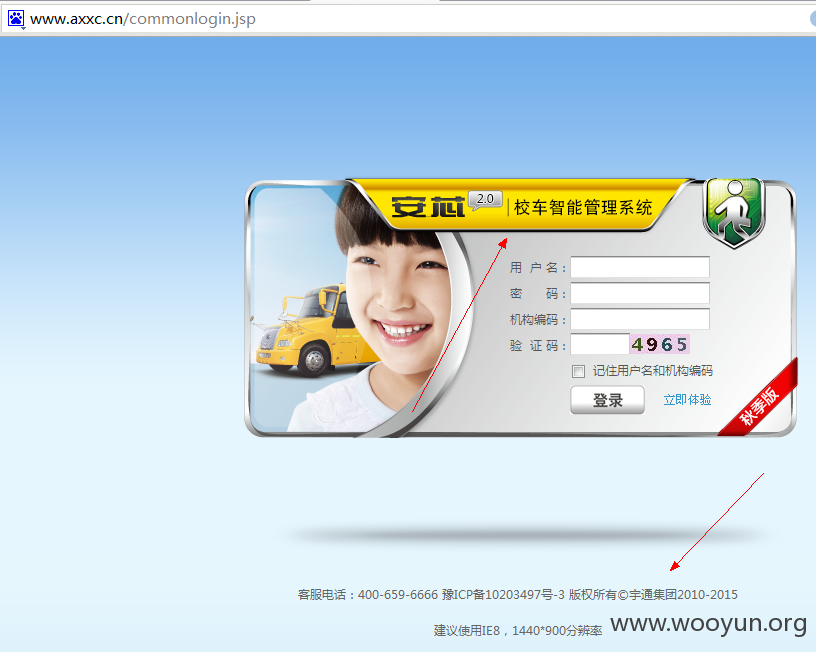 www.axxc.cn/commonlogin.jsp
安芯 2.0 校车智能管理系统
用 户 名：
密 码：
机构编码：
验 证 码： 4965
记住用户名和机构编码
登录 立即体验
秋季版
客服电话：400-659-6666 豫ICP备10203497号-3 版权所有©宇通集团2010-2015
建议使用IE8，1440*900分辨率
www.wooyun.org